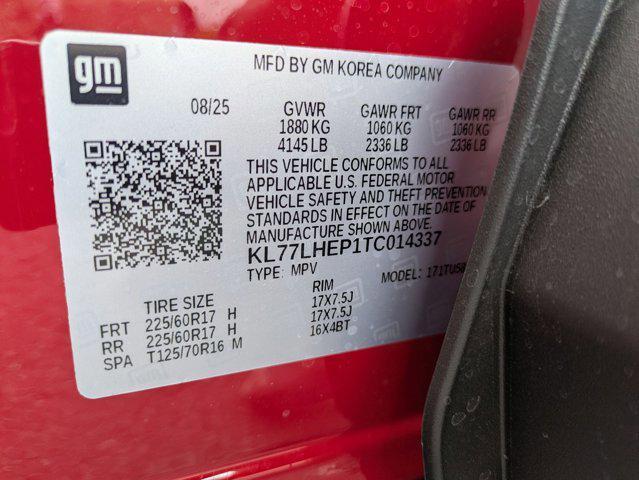 gm
MFD BY GM KOREA COMPANY
08/25 GVWR GAWR FRT GAWR RR
1880 KG 1060 KG 1060 KG
4145 LB 2336 LB 2336 LB
THIS VEHICLE CONFORMS TO ALL
APPLICABLE U.S. FEDERAL MOTOR
VEHICLE SAFETY AND THEFT PREVENTION
STANDARDS IN EFFECT ON THE DATE OF
MANUFACTURE SHOWN ABOVE.
KL77LHEP1TC014337
TYPE: MPV MODEL:
TIRE SIZE RIM
FRT 225/60R17 H 17X7.5J
RR 225/60R17 H 17X7.5J
SPA T125/70R16 M 16X4BT